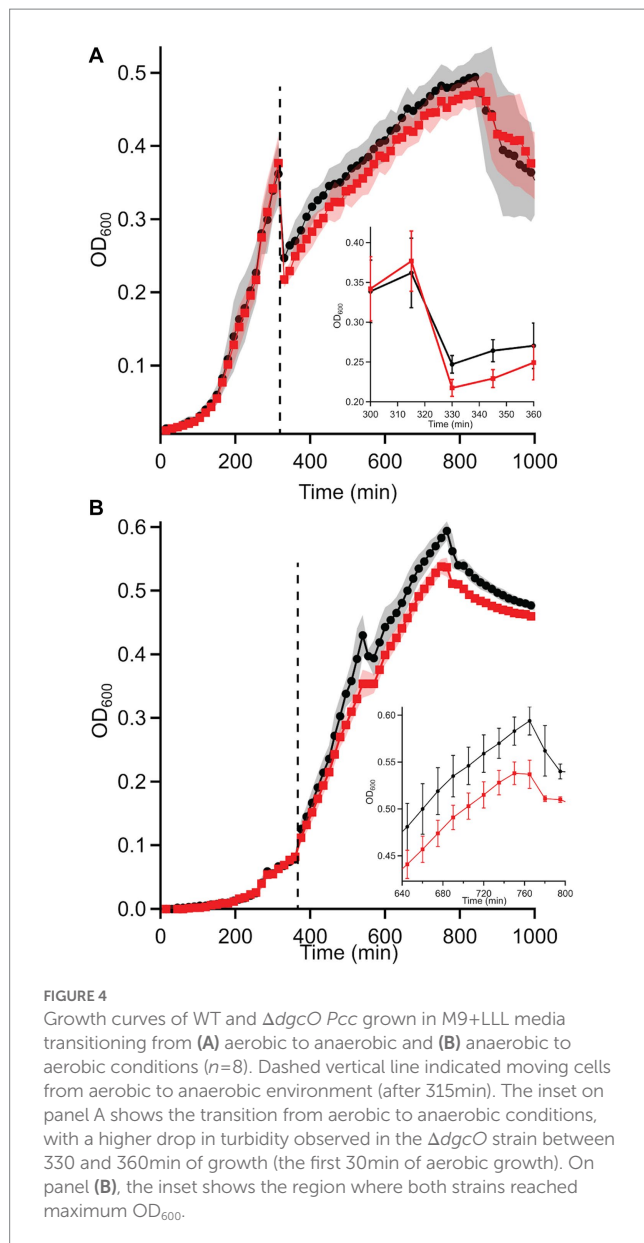 A
0.5
0.4
0.3
0.2
0.1
OD600
0.40
0.35
0.30
0.25
0.20
OD600
300 310 320 330 340 350 360
Time (min)
0 200 400 600 800 1000
Time (min)
B
0.6
0.5
0.4
0.3
0.2
0.1
0.0
OD600
0.60
0.55
0.50
0.45
OD600
640 680 720 760 800
Time (min)
0 200 400 600 800 1000
Time (min)
FIGURE 4
Growth curves of WT and ΔdgcO Pcc grown in M9+LLL media
transitioning from (A) aerobic to anaerobic and (B) anaerobic to
aerobic conditions (n=8). Dashed vertical line indicated moving cells
from aerobic to anaerobic environment (after 315min). The inset on
panel A shows the transition from aerobic to anaerobic conditions,
with a higher drop in turbidity observed in the ΔdgcO strain between
330 and 360min of growth (the first 30min of aerobic growth). On
panel (B), the inset shows the region where both strains reached
maximum OD600.